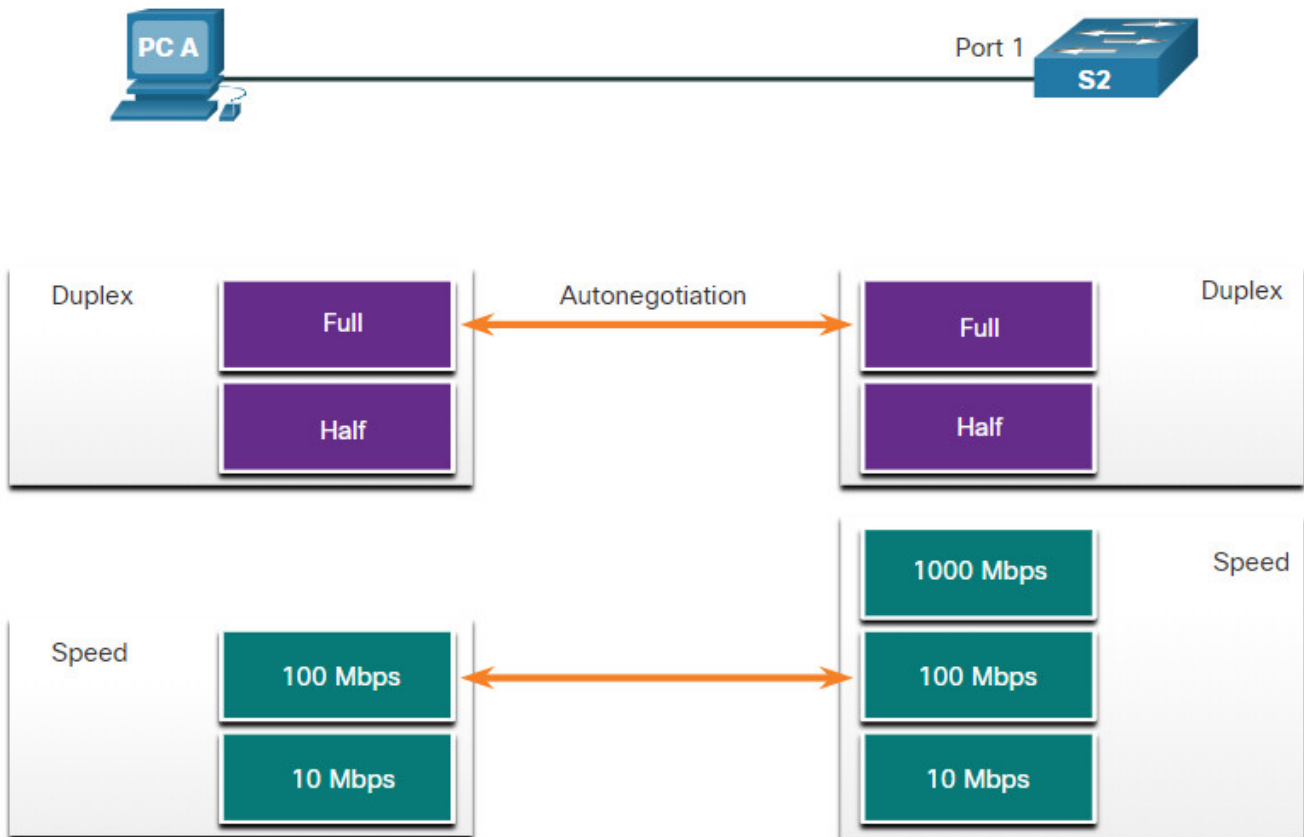 PC A
Port 1
S2
Duplex
Full
Half
Autonegotiation
Full
Half
Duplex
Speed
100 Mbps
10 Mbps
1000 Mbps
100 Mbps
10 Mbps
Speed